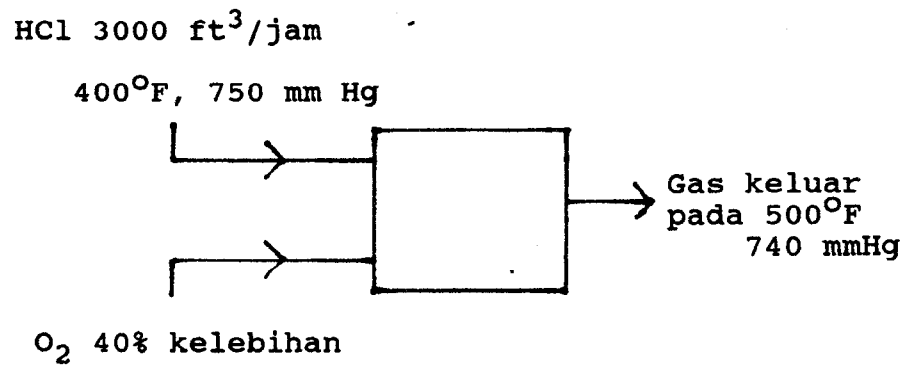 HCl 3000 ft³/jam
400°F, 750 mm Hg
Gas keluar
pada 500°F
740 mmHg
O₂ 40% kelebihan